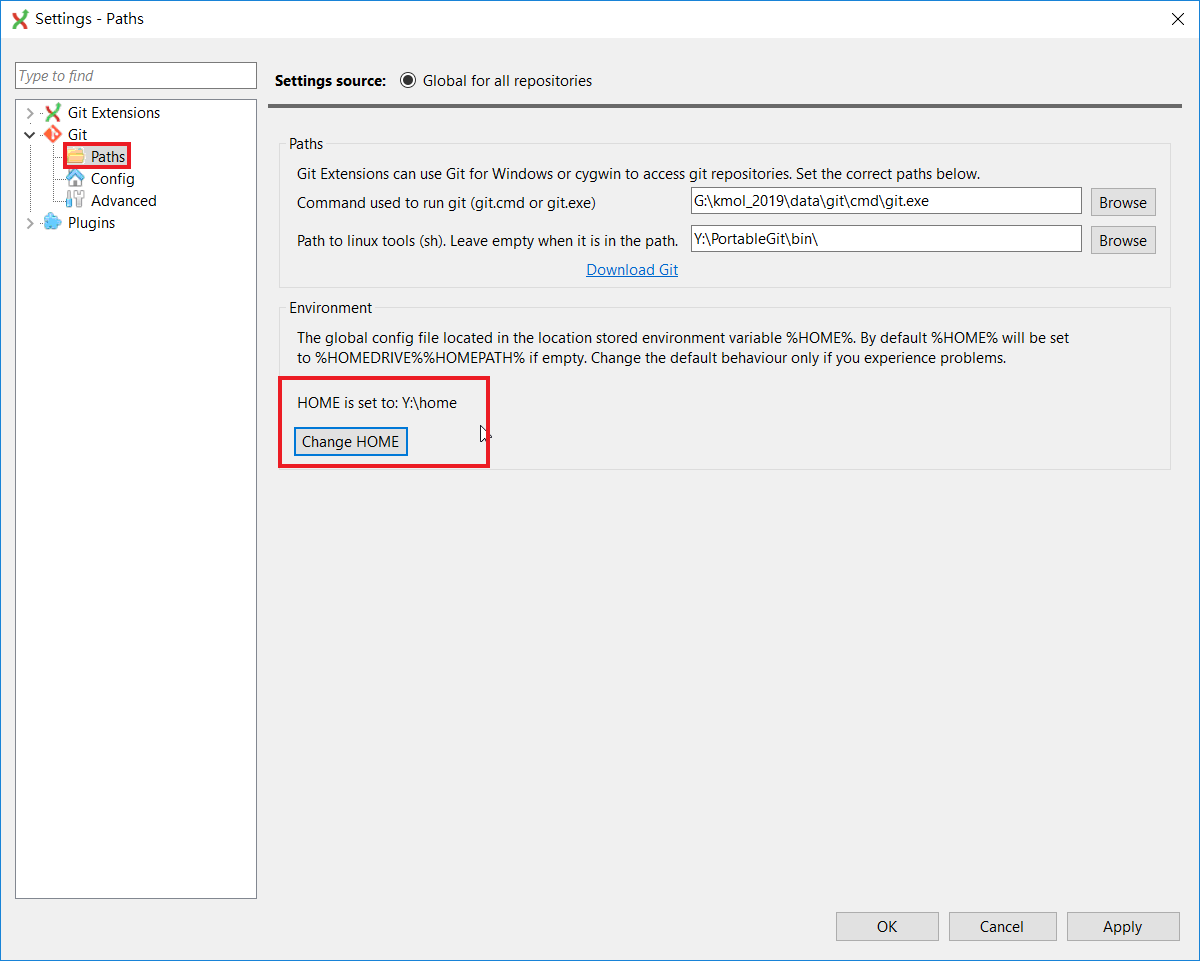 Settings - Paths
Type to find
Git Extensions
Git
Paths
Config
Advanced
Plugins
Settings source: Global for all repositories
Paths
Git Extensions can use Git for Windows or cygwin to access git repositories. Set the correct paths below.
Command used to run git (git.cmd or git.exe) G:\kmol_2019\data\git\cmd\git.exe Browse
Path to linux tools (sh). Leave empty when it is in the path. Y:\PortableGit\bin\ Browse
Download Git
Environment
The global config file located in the location stored environment variable %HOME%. By default %HOME% will be set
to %HOMEDRIVE%%HOMEPATH% if empty. Change the default behaviour only if you experience problems.
HOME is set to: Y:\home
Change HOME
OK Cancel Apply